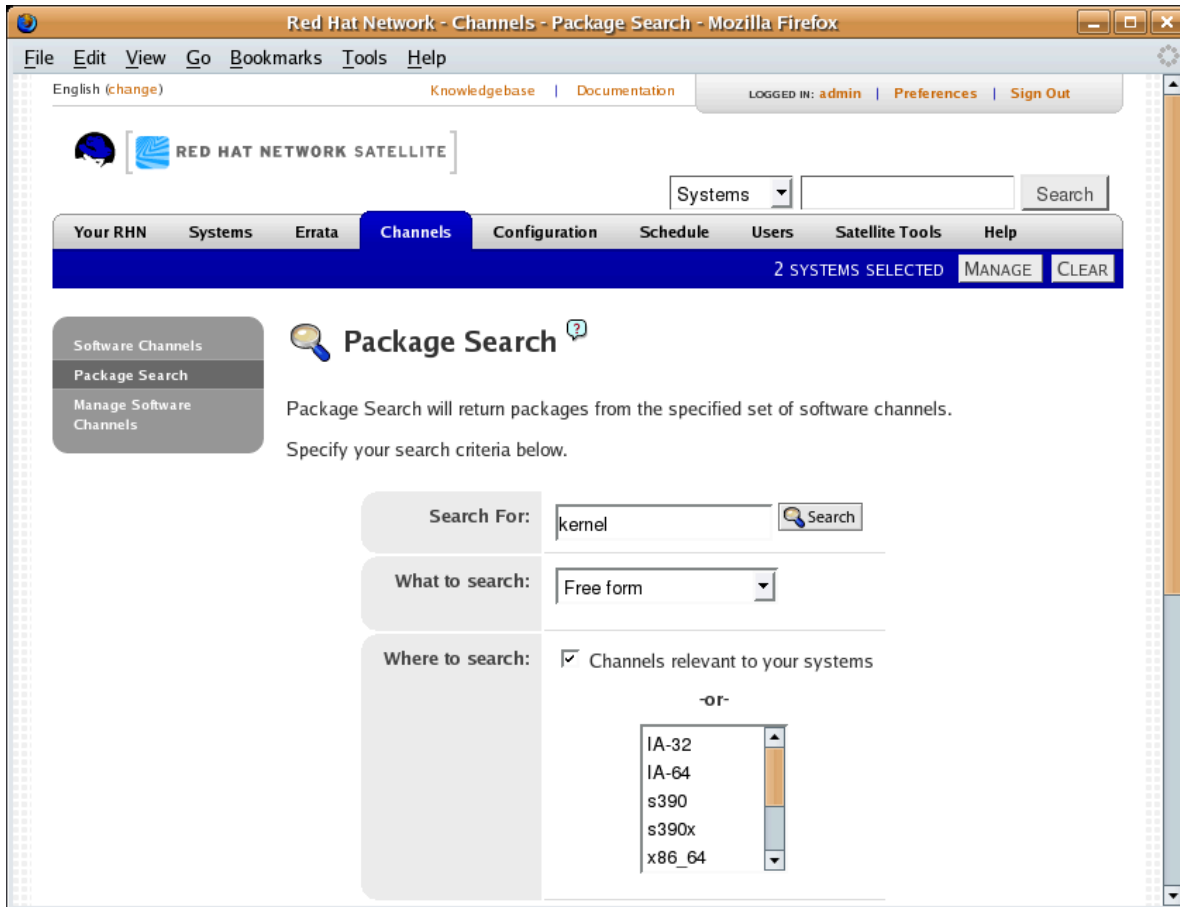 Red Hat Network - Channels - Package Search - Mozilla Firefox
File Edit View Go Bookmarks Tools Help
English (change) Knowledgebase | Documentation LOGGED IN: admin | Preferences | Sign Out
RED HAT NETWORK SATELLITE
Systems Search
Your RHN Systems Errata Channels Configuration Schedule Users Satellite Tools Help
2 SYSTEMS SELECTED MANAGE CLEAR
Software Channels
Package Search
Manage Software
Channels
Package Search ?
Package Search will return packages from the specified set of software channels.
Specify your search criteria below.
Search For: kernel Search
What to search: Free form
Where to search: Channels relevant to your systems
-or-
IA-32
IA-64
s390
s390x
x86_64